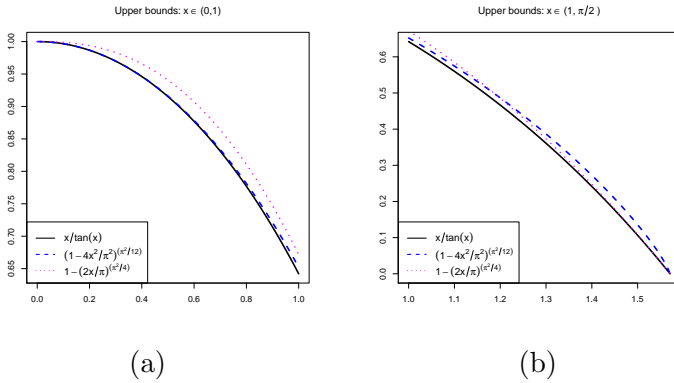 Upper bounds: x ∈ (0,1)
1.00
0.95
0.90
0.85
0.80
0.75
0.70
0.65
x/tan(x)
(1−4x²/π²)^(π²/12)
1−(2x/π)^(π²/4)
0.0 0.2 0.4 0.6 0.8 1.0
(a)
Upper bounds: x ∈ (1, π/2 )
0.6
0.5
0.4
0.3
0.2
0.1
0.0
x/tan(x)
(1−4x²/π²)^(π²/12)
1−(2x/π)^(π²/4)
1.0 1.1 1.2 1.3 1.4 1.5
(b)